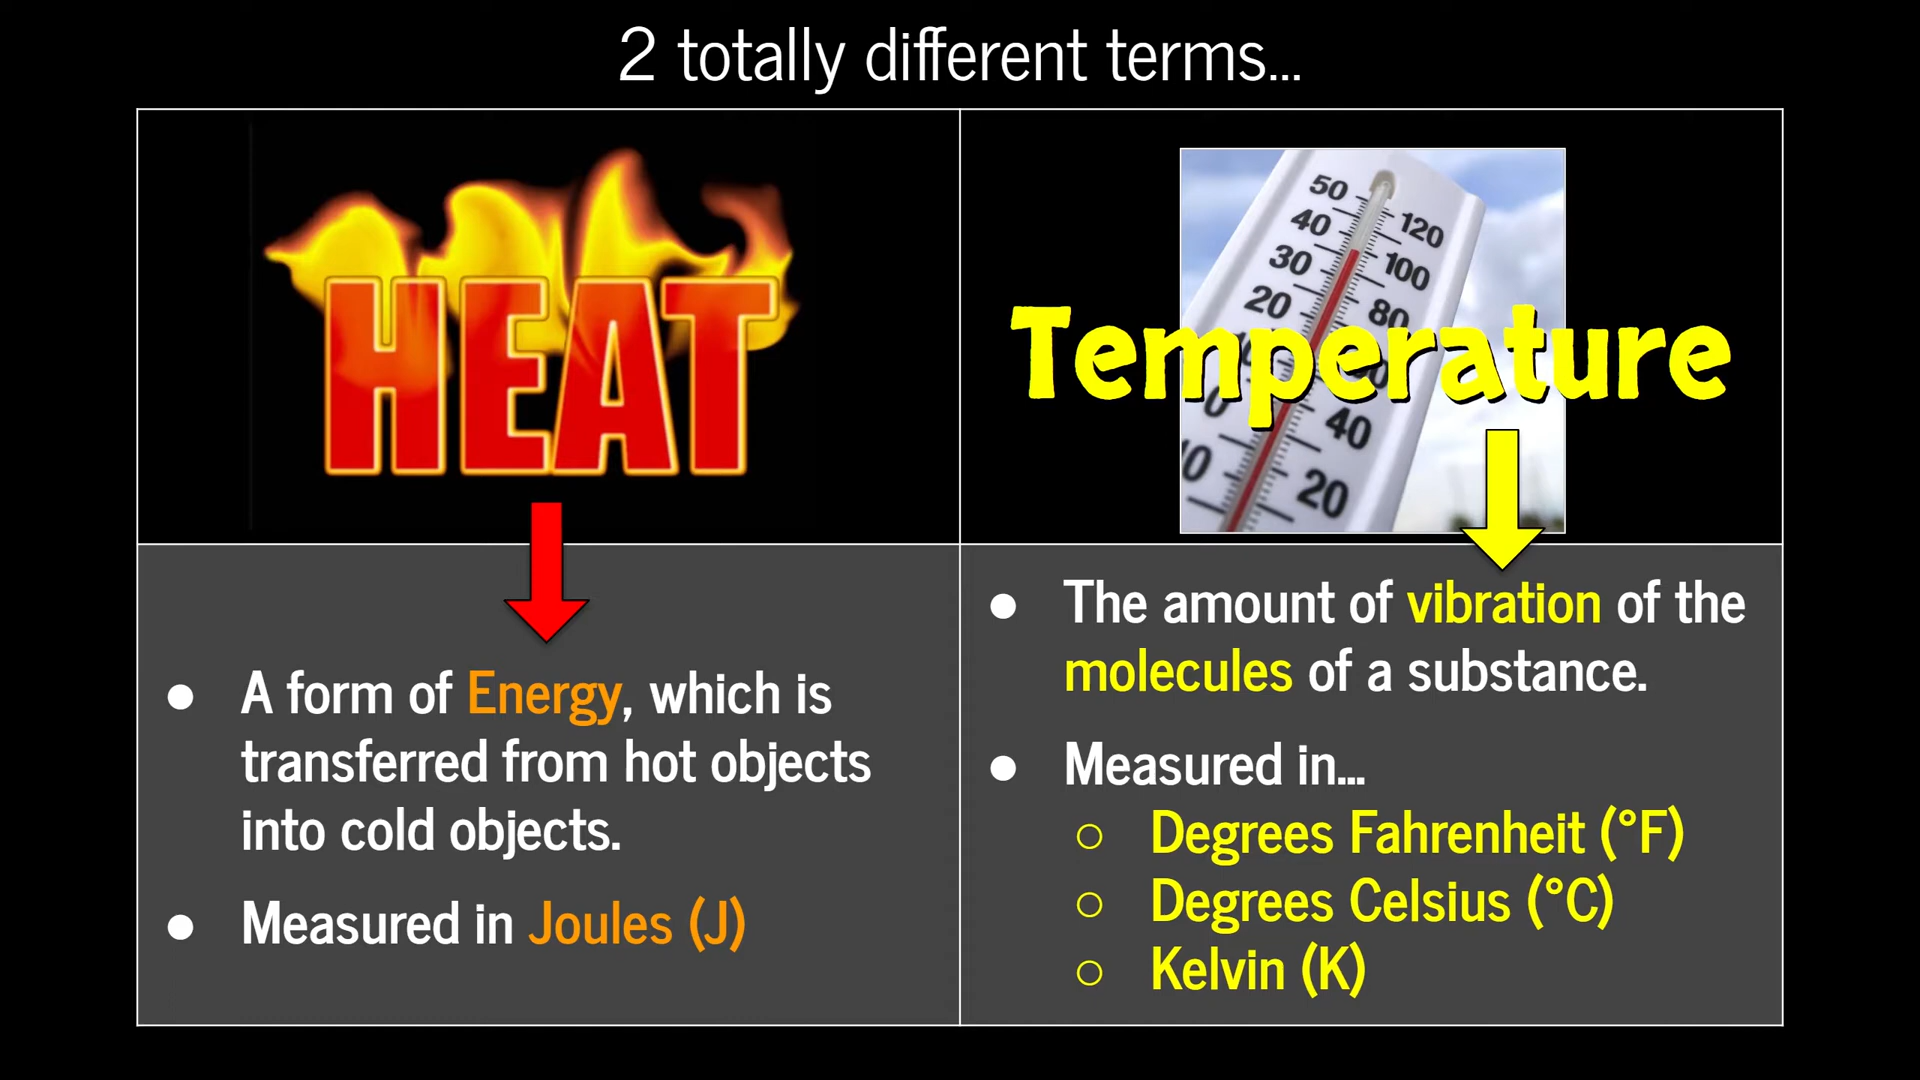 2 totally different terms...
HEAT
Temperature
50
40
30
20
120
100
80
40
20
● A form of Energy, which is
transferred from hot objects
into cold objects.
● Measured in Joules (J)
● The amount of vibration of the
molecules of a substance.
● Measured in...
○ Degrees Fahrenheit (°F)
○ Degrees Celsius (°C)
○ Kelvin (K)